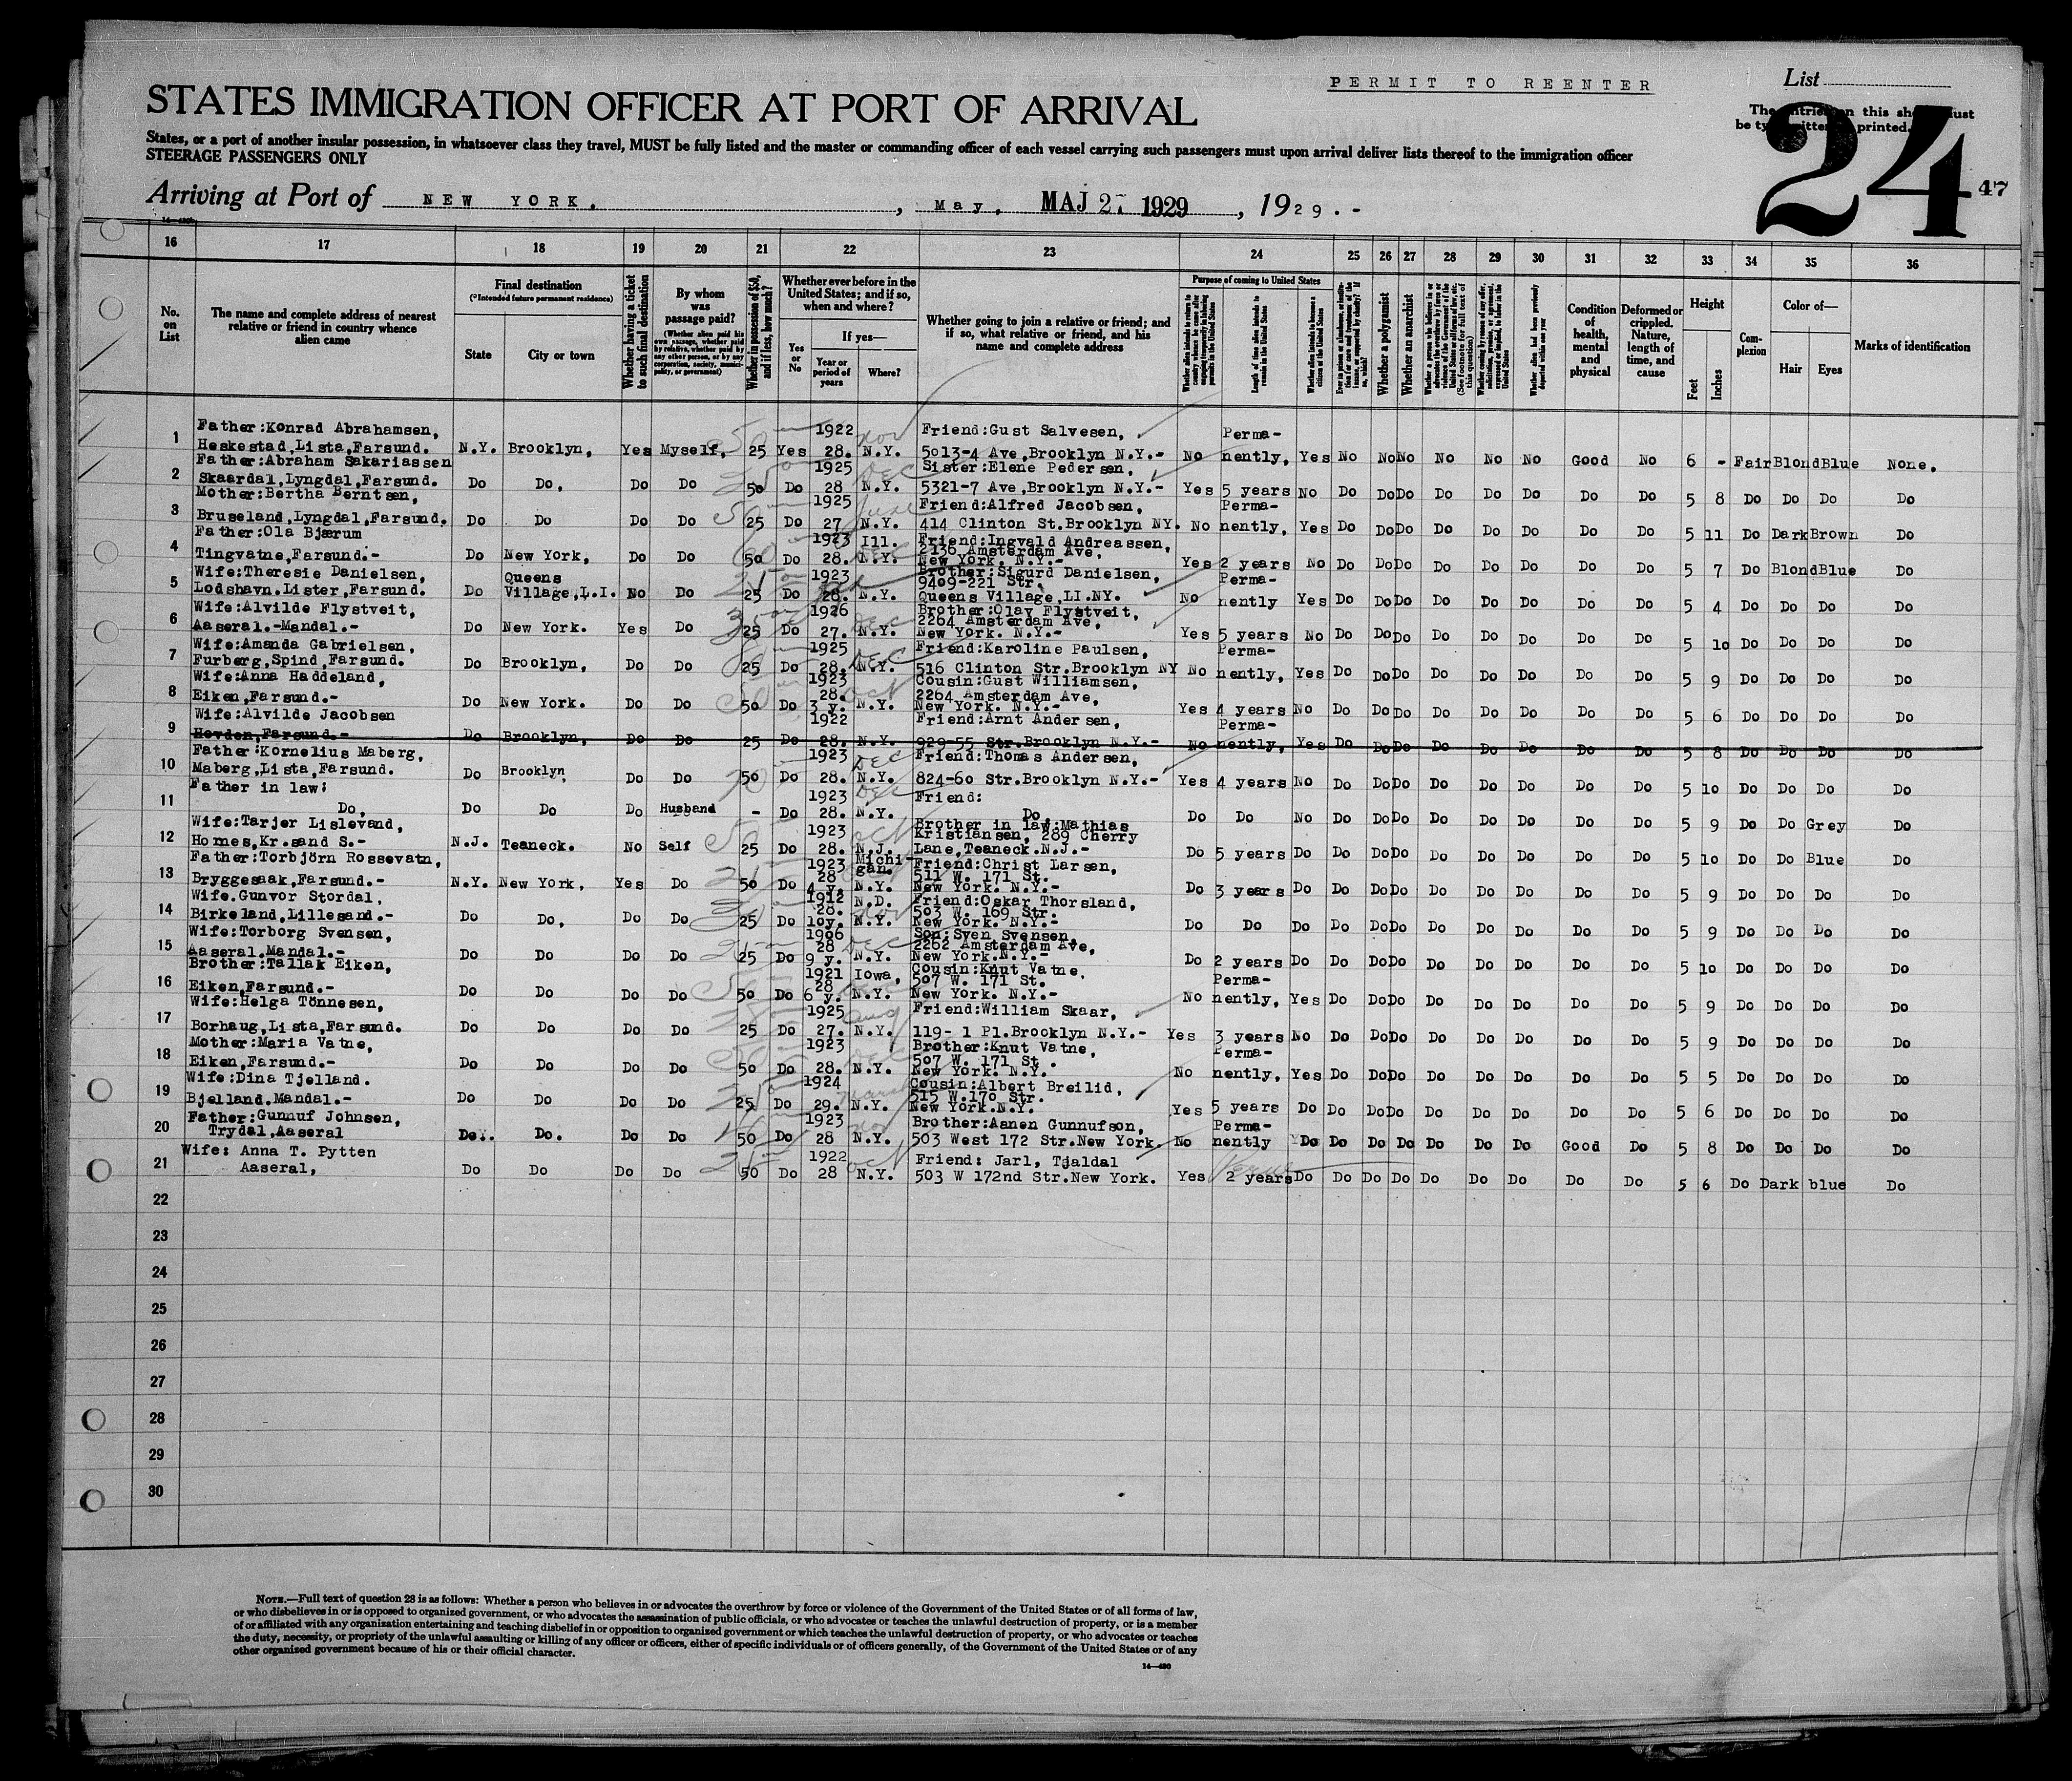 PERMIT TO REENTER
List
STATES IMMIGRATION OFFICER AT PORT OF ARRIVAL
24
47
States, or a port of another insular possession, in whatsoever class they travel, MUST be fully listed and the master or commanding officer of each vessel carrying such passengers must upon arrival deliver lists thereof to the immigration officer
STEERAGE PASSENGERS ONLY
Arriving at Port of NEW YORK. , May, MAJ 2 1929 , 1929.-
16 17 18 19 20 21 22 23 24 25 26 27 28 29 30 31 32 33 34 35 36
No. on List
The name and complete address of nearest relative or friend in country whence alien came
Final destination
(Intended future permanent residence)
State
City or town
Whether having a ticket to such final destination
By whom was passage paid?
Whether in possession of $50, and if less, how much?
Whether ever before in the United States; and if so, when and where?
Yes or No
If yes—
Year or period of years
Where?
Whether going to join a relative or friend; and if so, what relative or friend, and his name and complete address
Purpose of coming to United States
Length of time alien intends to remain in the United States
Whether alien intends to become a citizen of the United States
Whether a polygamist
Whether an anarchist
Condition of health, mental and physical
Deformed or crippled. Nature, length of time, and cause
Height
Feet
Inches
Complexion
Color of—
Hair
Eyes
Marks of identification
1 Father:Konrad Abrahamsen, Heskestad,Lista,Farsund. N.Y. Brooklyn, Yes Myself, 25 Yes 1922 28. N.Y. Friend:Gust Salvesen, 5013-4 Ave,Brooklyn N.Y.- No Permanently, Yes No No No No No No Good No 6 - Fair Blond Blue None.
2 Father:Abraham Sakariassen Skaardal,Lyngdal,Farsund. Do Do. Do Do 50 Do 1925 28 N.Y. Sister:Elene Pedersen, 5321-7 Ave,Brooklyn N.Y.- Yes 5 years No Do Do Do Do Do Do Do Do 5 8 Do Do Do Do
3 Mother:Bertha Berntsen, Bruseland,Lyngdal,Farsund. Do Do Do Do 25 Do 1925 27 N.Y. Friend:Alfred Jacobsen, 414 Clinton St.Brooklyn NY. No Permanently, Yes Do Do Do Do Do Do Do Do 5 11 Do Dark Brown Do
4 Father:Ola Bjærum Tingvatne,Farsund.- Do New York, Do Do 50 Do 1923 28. Ill. N.Y. Friend:Ingvald Andreassen, 2136 Amsterdam Ave, New York. N.Y.- Yes 2 years No Do Do Do Do Do Do Do Do 5 7 Do Blond Blue Do
5 Wife:Theresie Danielsen, Lodshavn.Lister,Farsund. Do Queens Village,L.I. No Do 25 Do 1923 28. N.Y. Brother:Sigurd Danielsen, 9409-221 Str. Queens Village,LI.NY. No Permanently Yes Do Do Do Do Do Do Do Do 5 4 Do Do Do Do
6 Wife:Alvilde Flystveit, Aaseral.-Mandal.- Do New York. Yes Do 25 Do 1926 27. N.Y. Brother:Olav Flystveit, 2264 Amsterdam Ave, New York. N.Y.- Yes 5 years No Do Do Do Do Do Do Do Do 5 10 Do Do Do Do
7 Wife:Amanda Gabrielsen, Furberg,Spind,Farsund. Do Brooklyn, Do Do 25 Do 1925 28. N.Y. Friend:Karoline Paulsen, 516 Clinton Str.Brooklyn NY No Permanently, Yes Do Do Do Do Do Do Do Do 5 9 Do Do Do Do
8 Wife:Anna Haddeland, Eiken,Farsund.- Do New York. Do Do 50 Do 1923 28. 3 y. N.Y. Cousin:Gust Williamsen, 2264 Amsterdam Ave, New York. N.Y.- Yes 4 years No Do Do Do Do Do Do Do Do 5 6 Do Do Do Do
9 Wife:Alvilde Jacobsen Hovden,Farsund.- Do Brooklyn, Do Do 25 Do 1922 28. N.Y. Friend:Arnt Andersen, 929-55 Str.Brooklyn N.Y.- No Permanently, Yes Do Do Do Do Do Do Do Do 5 8 Do Do Do Do
10 Father:Kornelius Maberg, Maberg,Lista,Farsund. Do Brooklyn, Do Do 50 Do 1923 28. N.Y. Friend:Thomas Andersen, 824-60 Str.Brooklyn N.Y.- Yes 4 years No Do Do Do Do Do Do Do Do 5 10 Do Do Do Do
11 Father in law: Do, Do Do Do Husband - Do 1923 28. N.Y. Friend: Do. Do Do No Do Do Do Do Do Do Do Do 5 9 Do Do Grey Do
12 Wife:Tarjer Lislevand, Homes,Kr.sand S.- N.J. Teaneck. No Self 25 Do 1923 28. N.J. Brother in law:Mathias Kristiansen, 289 Cherry Lane,Teaneck.N.J.- Do 5 years Do Do Do Do Do Do Do Do Do 5 10 Do Do Blue Do
13 Father:Torbjörn Rossevatn, Bryggesaak,Farsund.- N.Y. New York, Yes Do 50 Do 1923 28 4 y. Michigan. N.Y. Friend:Christ Larsen, 511 W. 171 St. New York. N.Y.- Do 3 years Do Do Do Do Do Do Do Do Do 5 9 Do Do Do Do
14 Wife.Gunvor Stordal, Birkeland,Lillesand.- Do Do. Do Do 25 Do 1912 28. 10y. N.D. N.Y. Friend:Oskar Thorsland, 503 W. 169 Str. New York. N.Y.- Do Do Do Do Do Do Do Do Do Do Do 5 9 Do Do Do Do
15 Wife:Torborg Svensen, Aaseral.Mandal.- Do Do Do Do 25 Do 1906 28 9 y. N.Y. Son:Sven Svensen, 2262 Amsterdam Ave, New York.N.Y.- Do 2 years Do Do Do Do Do Do Do Do Do 5 10 Do Do Do Do
16 Brother:Tallak Eiken, Eiken,Farsund.- Do Do Do Do 50 Do 1921 28 6 y. Iowa, N.Y. Cousin:Knut Vatne, 507 W. 171 St. New York. N.Y.- No Permanently, Yes Do Do Do Do Do Do Do Do 5 9 Do Do Do Do
17 Wife:Helga Tönnesen, Borhaug,Lista,Farsund. Do Do Do Do 25 Do 1925 27. N.Y. Friend:William Skaar, 119- 1 Pl.Brooklyn N.Y.- Yes 3 years No Do Do Do Do Do Do Do Do 5 9 Do Do Do Do
18 Mother:Maria Vatne, Eiken,Farsund.- Do Do Do Do 50 Do 1923 28. N.Y. Brother:Knut Vatne, 507 W. 171 St. New York. N.Y. No Permanently, Yes Do Do Do Do Do Do Do Do 5 5 Do Do Do Do
19 Wife:Dina Tjelland. Bjelland.Mandal.- Do Do Do Do 25 Do 1924 29. N.Y. Cousin:Albert Breilid, 515 W.170 Str. New York.N.Y. Yes 5 years Do Do Do Do Do Do Do Do Do 5 6 Do Do Do Do
20 Father:Gunnuf Johnsen, Trydal,Aaseral Do. Do Do 50 Do 1923 28 N.Y. Brother:Aanen Gunnufson, 503 West 172 Str.New York. No Permanently Do Do Do Do Do Do Do Good Do 5 8 Do Do Do Do
21 Wife: Anna T. Pytten Aaseral, Do Do Do Do 50 Do 1922 28 N.Y. Friend: Jarl, Tjaldal 503 W 172nd Str.New York. Yes 2 years Do Do Do Do Do Do Do Do Do 5 6 Do Dark blue Do
22
23
24
25
26
27
28
29
30
NOTE.—Full text of question 28 is as follows: Whether a person who believes in or advocates the overthrow by force or violence of the Government of the United States or of all forms of law,
or who disbelieves in or is opposed to organized government, or who advocates the assassination of public officials, or who advocates or teaches the unlawful destruction of property, or is a member
of or affiliated with any organization entertaining and teaching disbelief in or opposition to organized government or which teaches the unlawful destruction of property, or who advocates or teaches
the duty, necessity, or propriety of the unlawful assaulting or killing of any officer or officers, either of specific individuals or of officers generally, of the Government of the United States or of any
other organized government because of his or their official character.
14—480